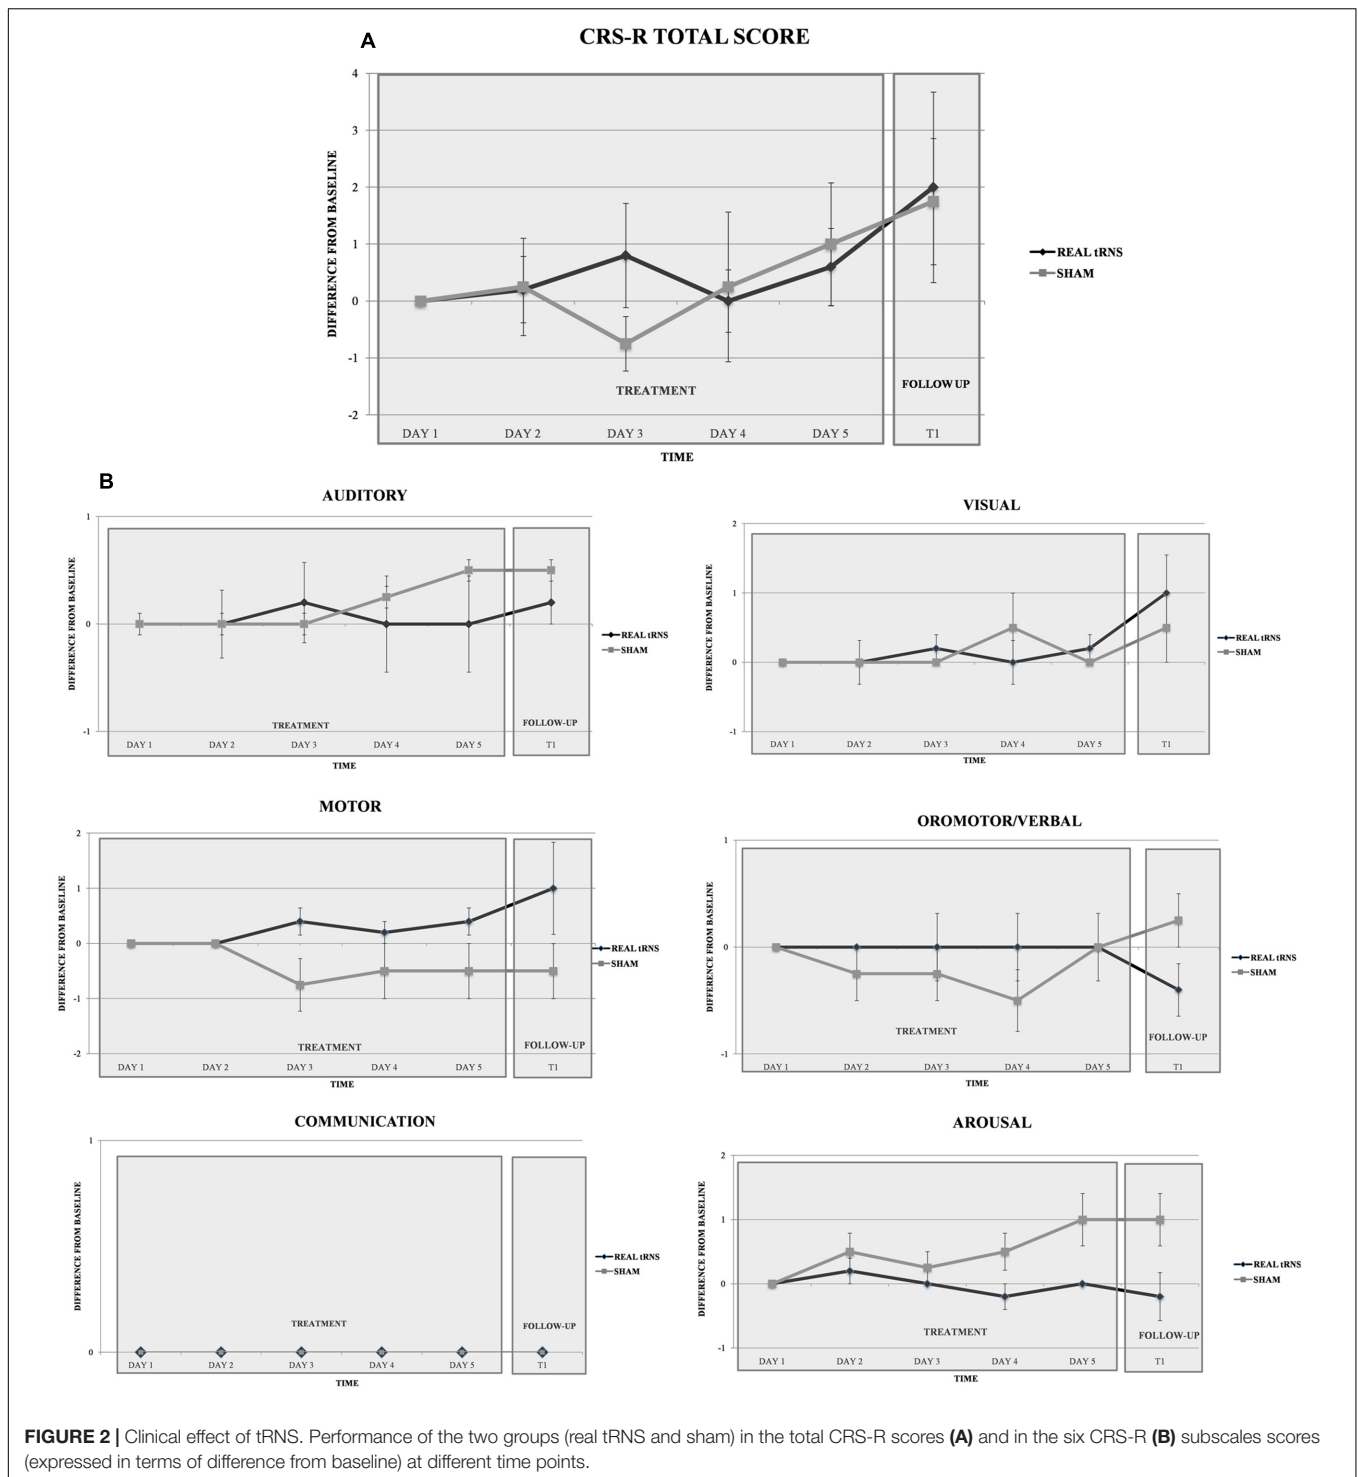 A
CRS-R TOTAL SCORE
4
3
2
1
0
-1
-2
DIFFERENCE FROM BASELINE
TREATMENT
FOLLOW UP
DAY 1 DAY 2 DAY 3 DAY 4 DAY 5 T1
TIME
REAL tRNS
SHAM
B
AUDITORY
1
0
-1
DIFFERENCE FROM BASELINE
TREATMENT
FOLLOW-UP
DAY 1 DAY 2 DAY 3 DAY 4 DAY 5 T1
TIME
REAL tRNS
SHAM
VISUAL
2
1
0
-1
DIFFERENCE FROM BASELINE
DAY 1 DAY 2 DAY 3 DAY 4 DAY 5 T1
TIME
REAL tRNS
SHAM
MOTOR
2
1
0
-1
-2
DIFFERENCE FROM BASELINE
TREATMENT
FOLLOW-UP
DAY 1 DAY 2 DAY 3 DAY 4 DAY 5 T1
TIME
REAL tRNS
SHAM
OROMOTOR/VERBAL
1
0
-1
DIFFERENCE FROM BASELINE
TREATMENT
FOLLOW-UP
DAY 1 DAY 2 DAY 3 DAY 4 DAY 5 T1
TIME
REAL tRNS
SHAM
COMMUNICATION
1
0
DIFFERENCE FROM BASELINE
TREATMENT
FOLLOW-UP
DAY 1 DAY 2 DAY 3 DAY 4 DAY 5 T1
TIME
REAL tRNS
SHAM
AROUSAL
2
1
0
-1
DIFFERENCE FROM BASELINE
TREATMENT
FOLLOW-UP
DAY 1 DAY 2 DAY 3 DAY 4 DAY 5 T1
TIME
REAL tRNS
SHAM
FIGURE 2 | Clinical effect of tRNS. Performance of the two groups (real tRNS and sham) in the total CRS-R scores (A) and in the six CRS-R (B) subscales scores
(expressed in terms of difference from baseline) at different time points.